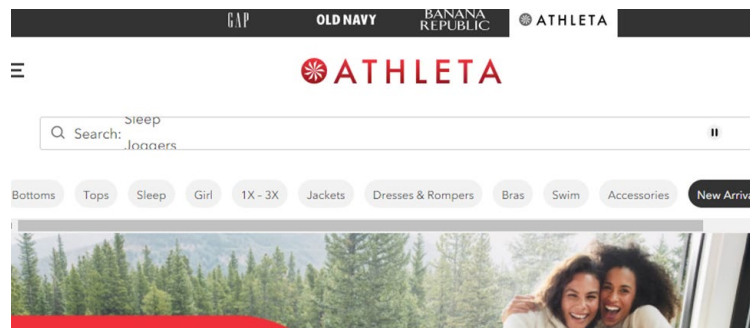 GAP OLD NAVY BANANA REPUBLIC ATHLETA
ATHLETA
Sleep
Search:
Joggers
Bottoms Tops Sleep Girl 1X - 3X Jackets Dresses & Rompers Bras Swim Accessories New Arriva